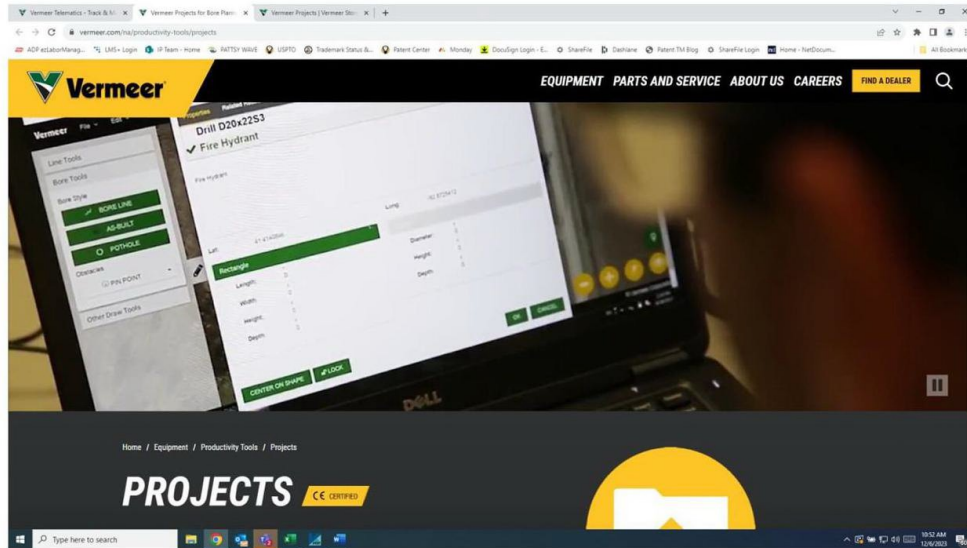 Vermeer Telematics - Track & M
Vermeer Projects for Bore Plann
Vermeer Projects | Vermeer Stor
vermeer.com/na/productivity-tools/projects
ADP ezLaborManag...
LMS+ Login
IP Team - Home
PATTSY WAVE
USPTO
Trademark Status &...
Patent Center
Monday
DocuSign Login - E...
ShareFile
Dashlane
Patent TM Blog
ShareFile Login
Home - NetDocum...
All Bookmark
Vermeer
EQUIPMENT PARTS AND SERVICE ABOUT US CAREERS FIND A DEALER
Vermeer File Edit
Properties
Drill D20x22S3
Fire Hydrant
Fire Hydrant
Line Tools
Bore Tools
Bore Style
BORE LINE
AS-BUILT
POTHOLE
Obstacles
PIN POINT
Other Draw Tools
Lat:
Long:
Rectangle
Length:
Width:
Height:
Depth:
Diameter:
Height:
Depth:
CENTER ON SHAPE
LOCK
OK
CANCEL
DELL
Home / Equipment / Productivity Tools / Projects
PROJECTS CE CERTIFIED
Type here to search
10:52 AM
12/6/2023